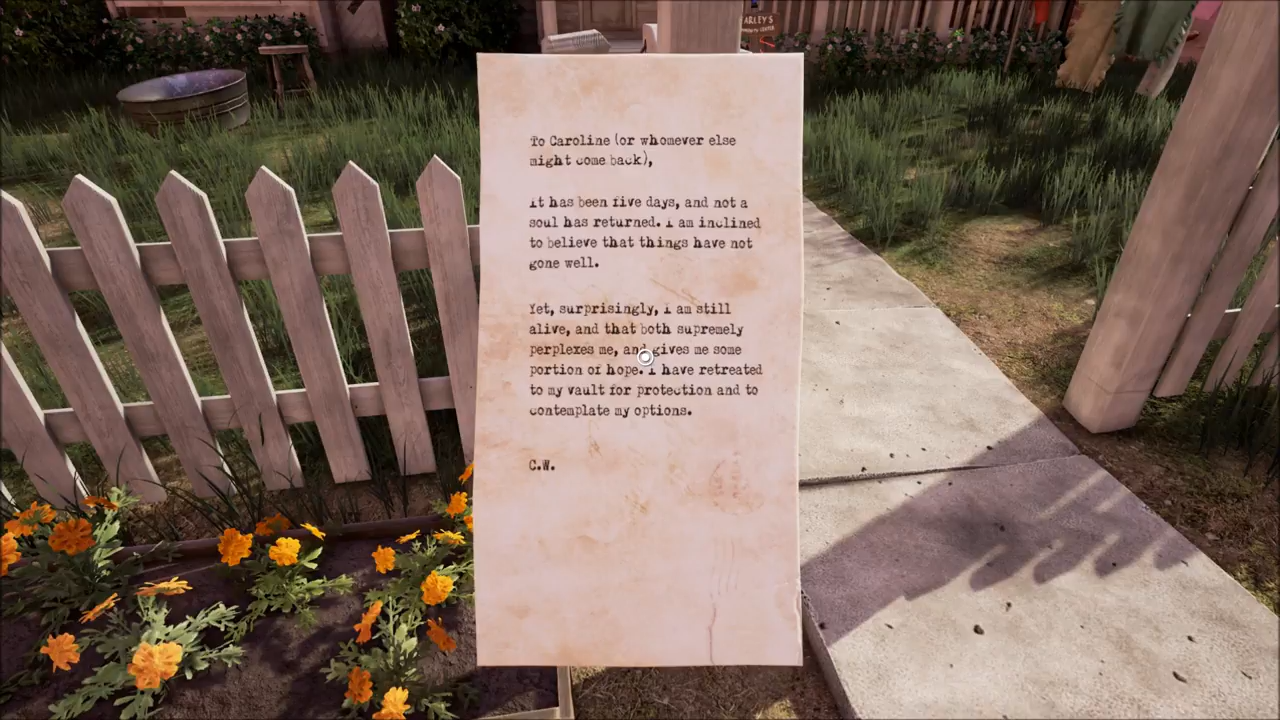 ARLEY'S
To Caroline (or whomever else
might come back),
It has been five days, and not a
soul has returned. I am inclined
to believe that things have not
gone well.
Yet, surprisingly, I am still
alive, and that both supremely
perplexes me, and gives me some
portion of hope. I have retreated
to my vault for protection and to
contemplate my options.
C.W.